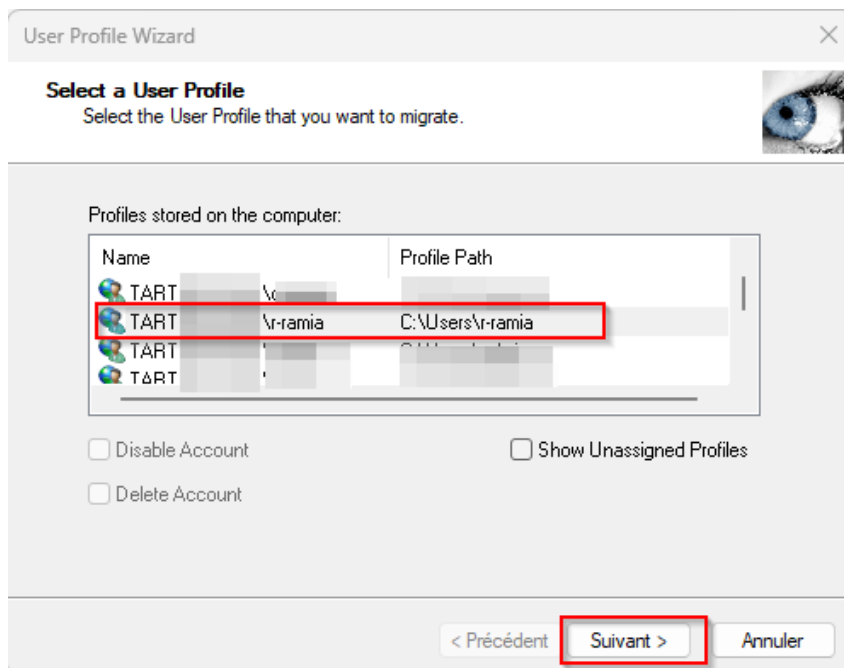 User Profile Wizard
Select a User Profile
Select the User Profile that you want to migrate.
Profiles stored on the computer:
Name Profile Path
TART
TART \r-ramia C:\Users\r-ramia
TART
TART
Disable Account Show Unassigned Profiles
Delete Account
< Précédent Suivant > Annuler